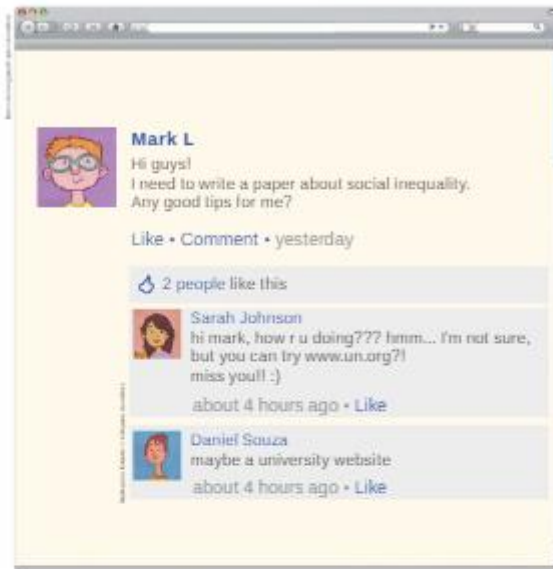 Mark L
Hi guys!
I need to write a paper about social inequality.
Any good tips for me?
Like • Comment • yesterday
2 people like this
Sarah Johnson
hi mark, how r u doing??? hmm... I'm not sure,
but you can try www.un.org?!
miss you!! :)
about 4 hours ago • Like
Daniel Souza
maybe a university website
about 4 hours ago • Like